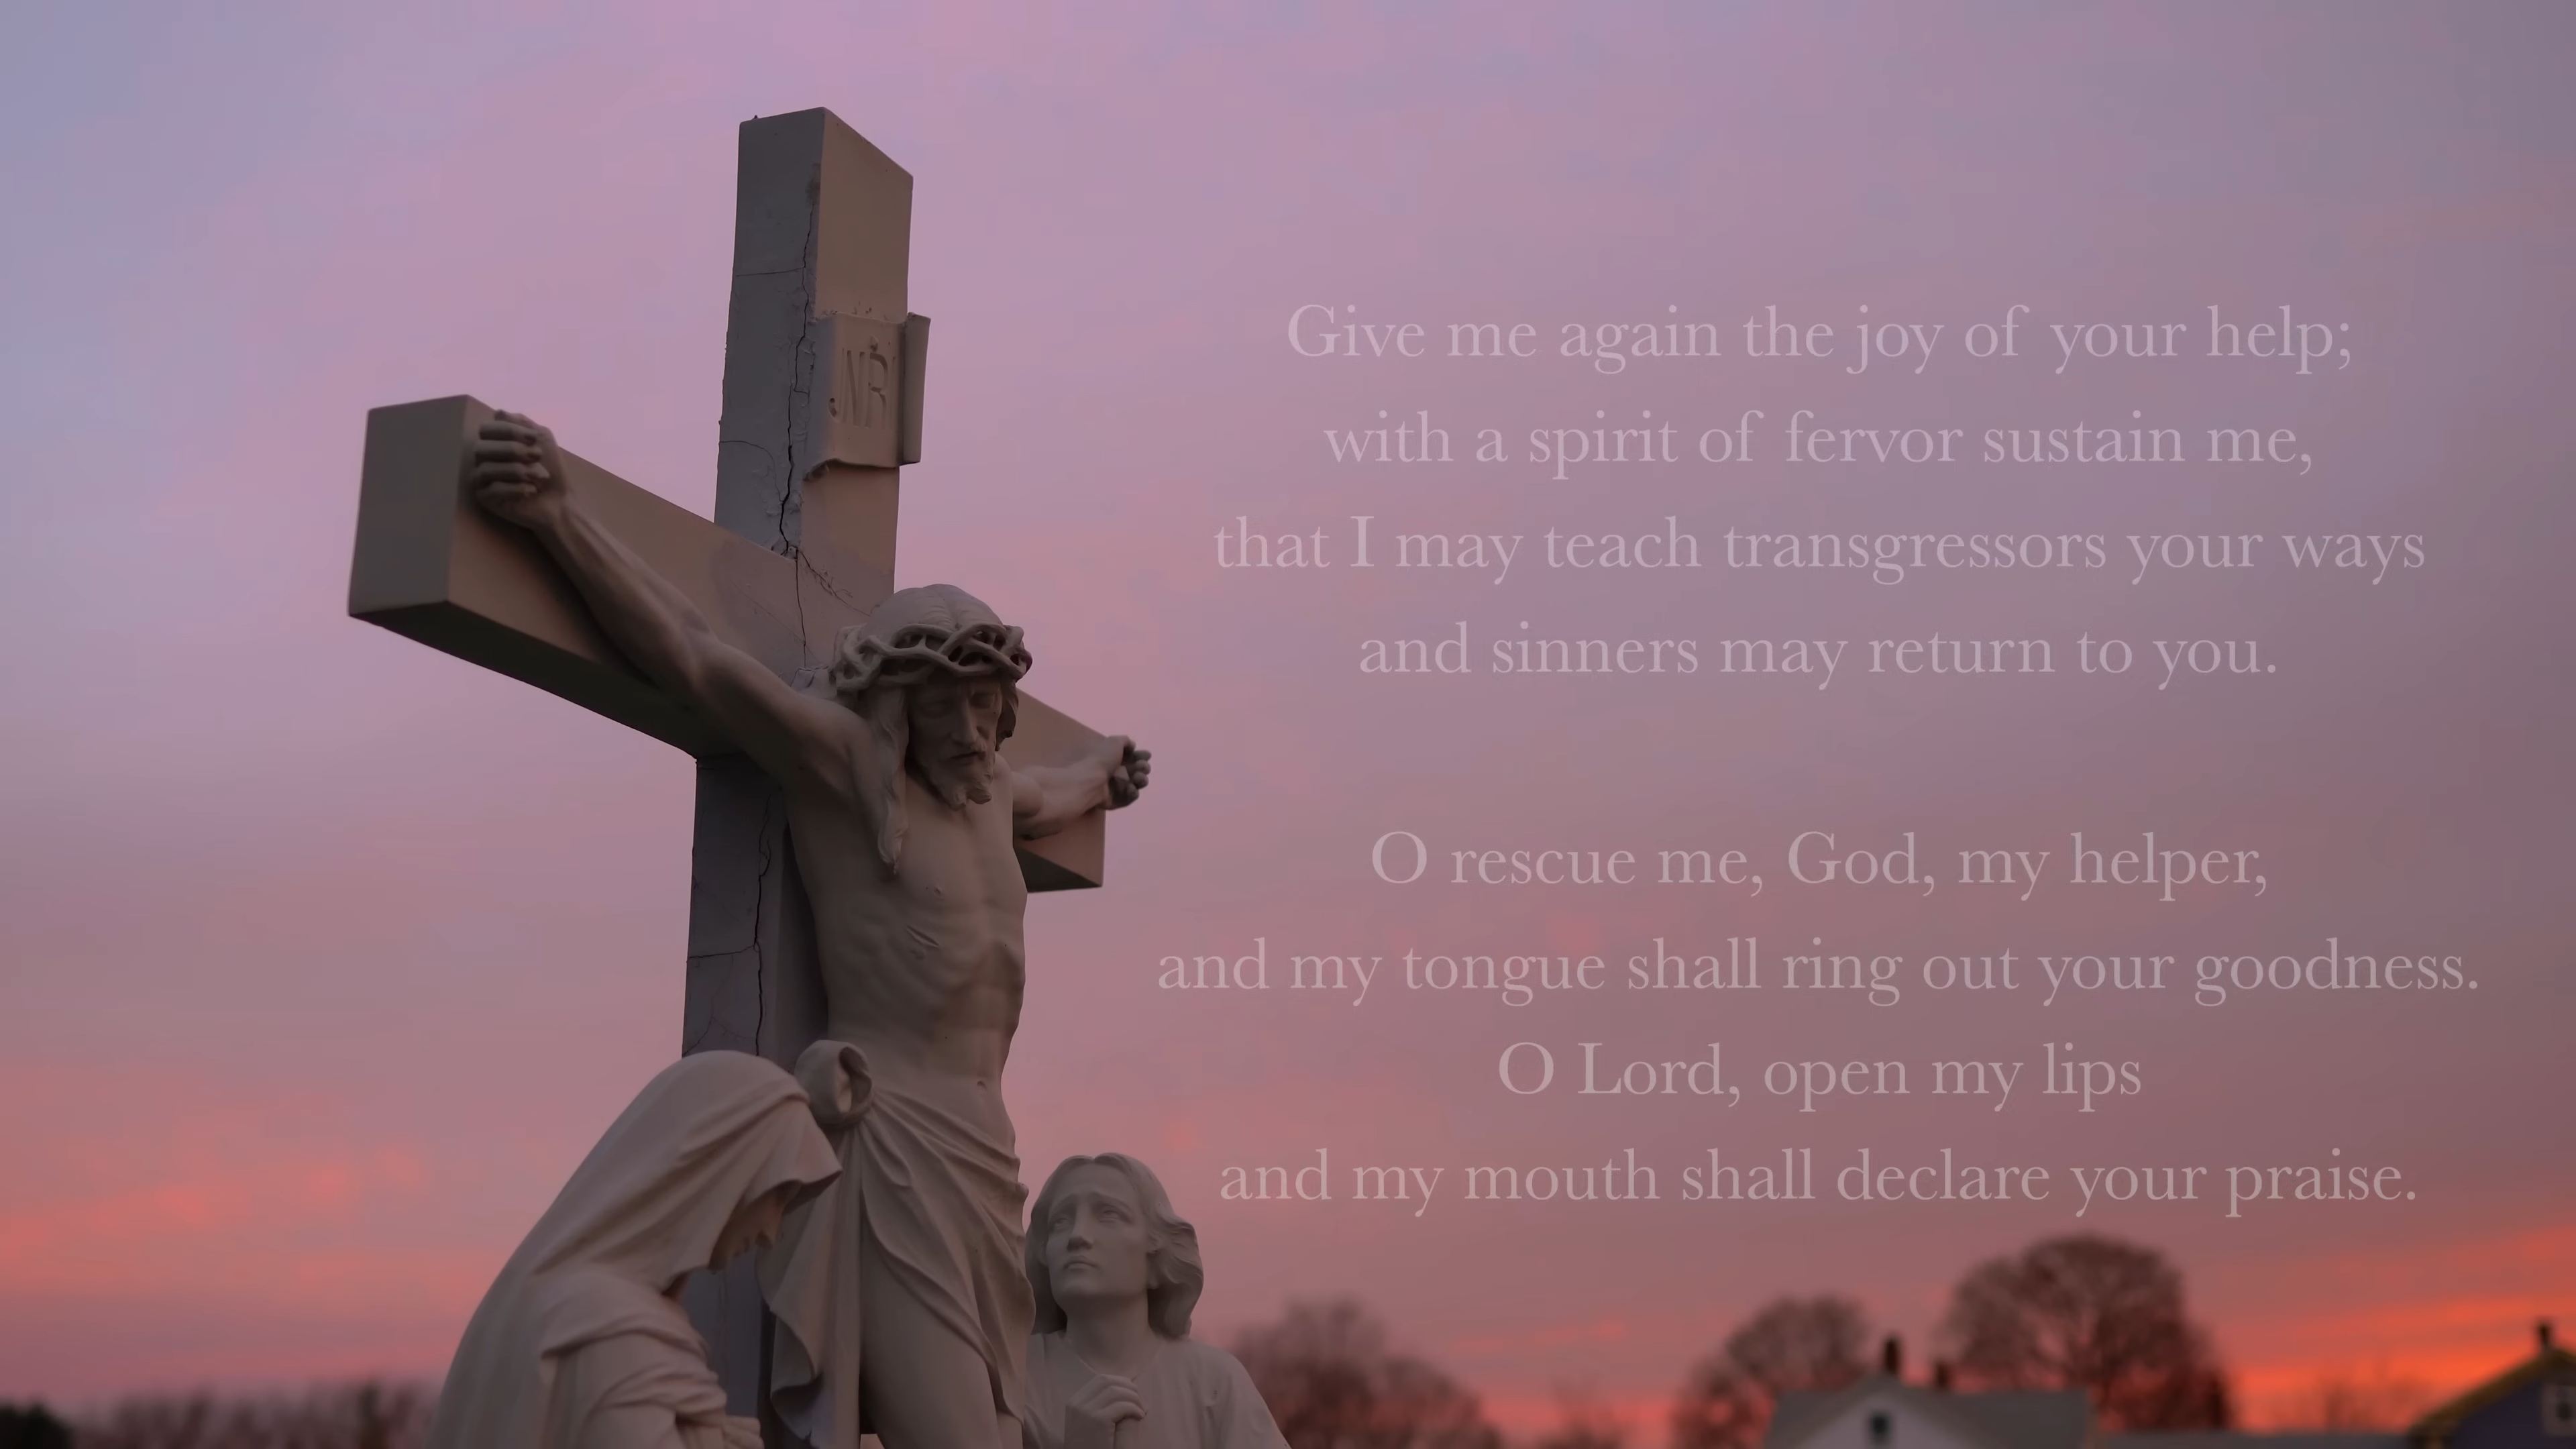 JNRI
Give me again the joy of your help;
with a spirit of fervor sustain me,
that I may teach transgressors your ways
and sinners may return to you.
O rescue me, God, my helper,
and my tongue shall ring out your goodness.
O Lord, open my lips
and my mouth shall declare your praise.